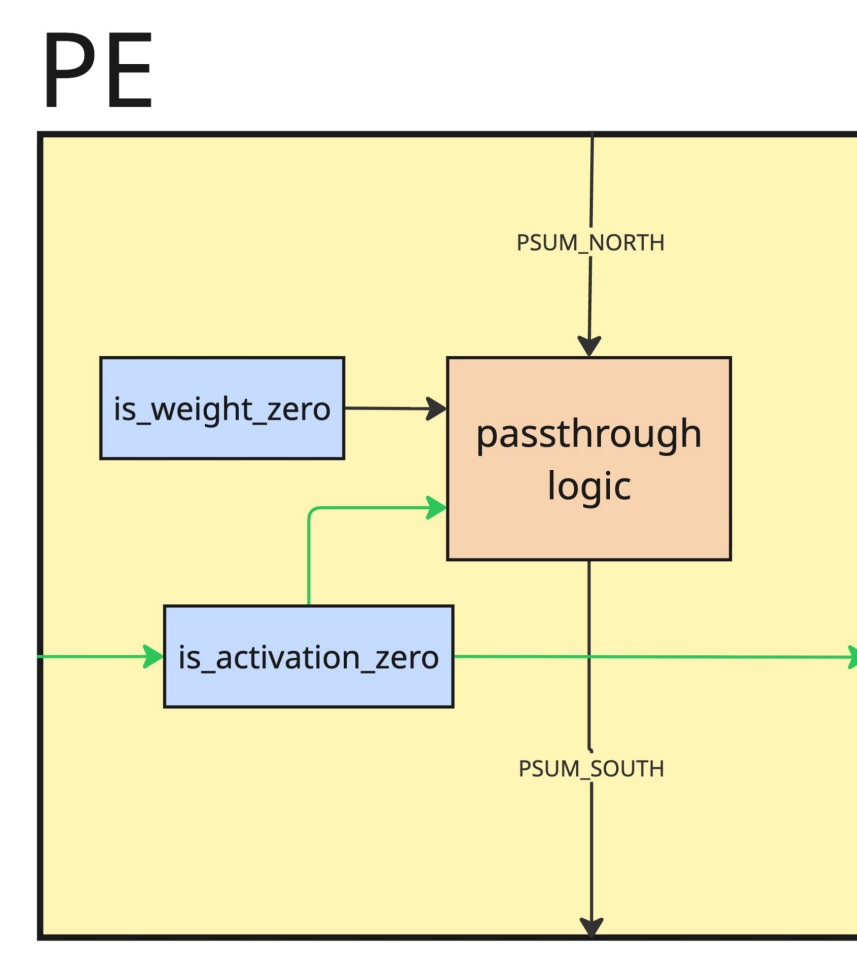 PE
PSUM_NORTH
is_weight_zero
passthrough
logic
is_activation_zero
PSUM_SOUTH